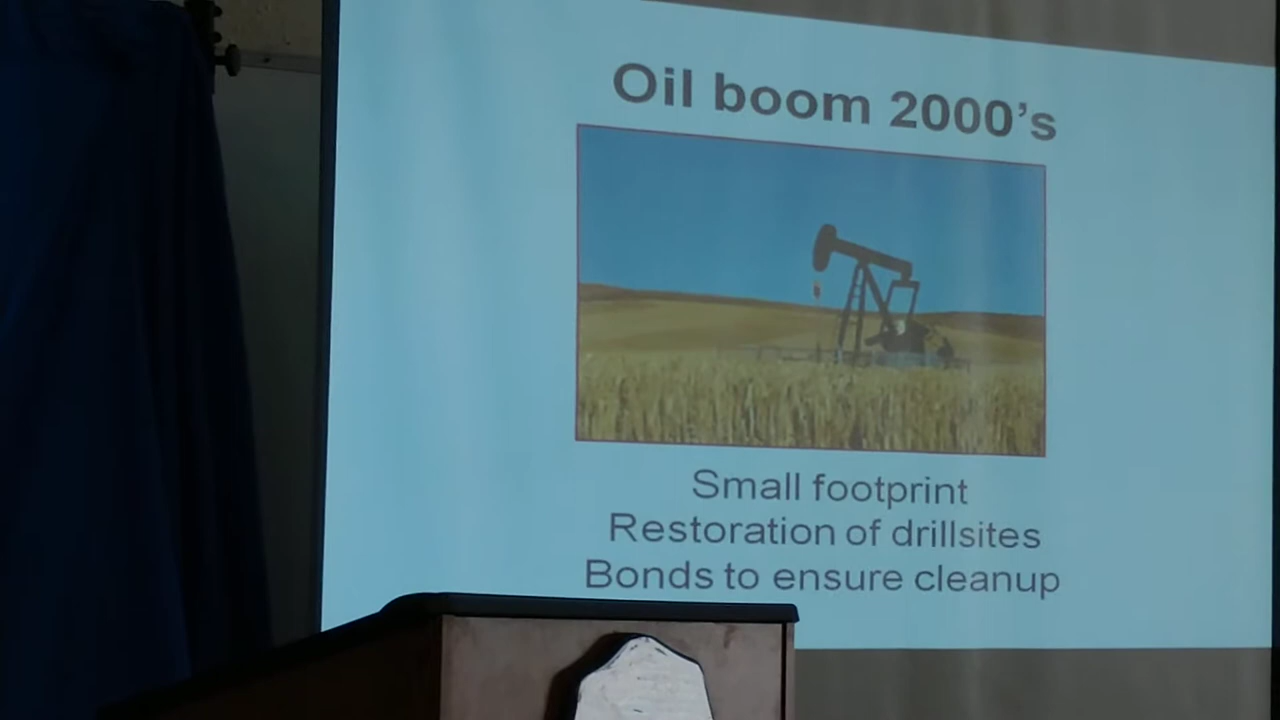 Oil boom 2000’s
Small footprint
Restoration of drillsites
Bonds to ensure cleanup